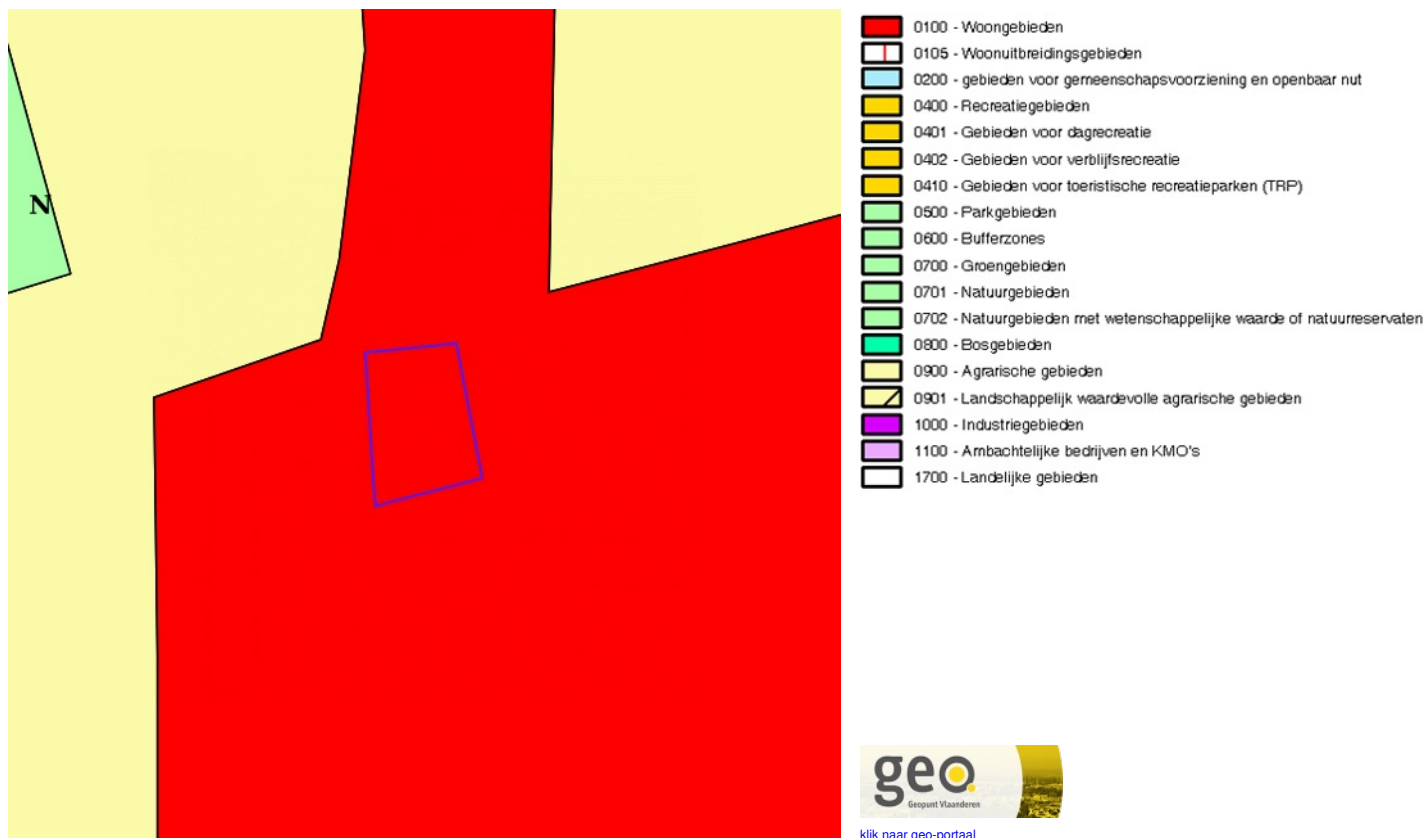 N
0100 - Woongebieden
0105 - Woonuitbreidingsgebieden
0200 - gebieden voor gemeenschapsvoorziening en openbaar nut
0400 - Recreatiegebieden
0401 - Gebieden voor dagrecreatie
0402 - Gebieden voor verblijfsrecreatie
0410 - Gebieden voor toeristische recreatieparken (TRP)
0500 - Parkgebieden
0600 - Bufferzones
0700 - Groengebieden
0701 - Natuurgebieden
0702 - Natuurgebieden met wetenschappelijke waarde of natuurreservaten
0800 - Bosgebieden
0900 - Agrarische gebieden
0901 - Landschappelijk waardevolle agrarische gebieden
1000 - Industriegebieden
1100 - Ambachtelijke bedrijven en KMO's
1700 - Landelijke gebieden
geo
Geopunt Vlaanderen
klik naar geo-portaal